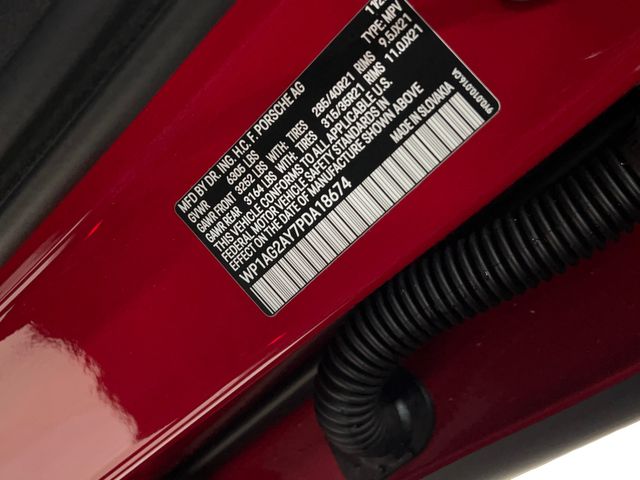 MFD BY DR. ING. H.C. F. PORSCHE AG
GVWR 6305 LBS
GAWR FRONT 3252 LBS WITH: TIRES 285/40R21 RIMS 9.5JX21
GAWR REAR 3164 LBS WITH: TIRES 315/35R21 RIMS 11.0JX21
THIS VEHICLE CONFORMS TO ALL APPLICABLE U.S.
FEDERAL MOTOR VEHICLE SAFETY STANDARDS IN
EFFECT ON THE DATE OF MANUFACTURE SHOWN ABOVE
WP1AG2AY7PDA18674
TYPE: MPV
MADE IN SLOVAKIA